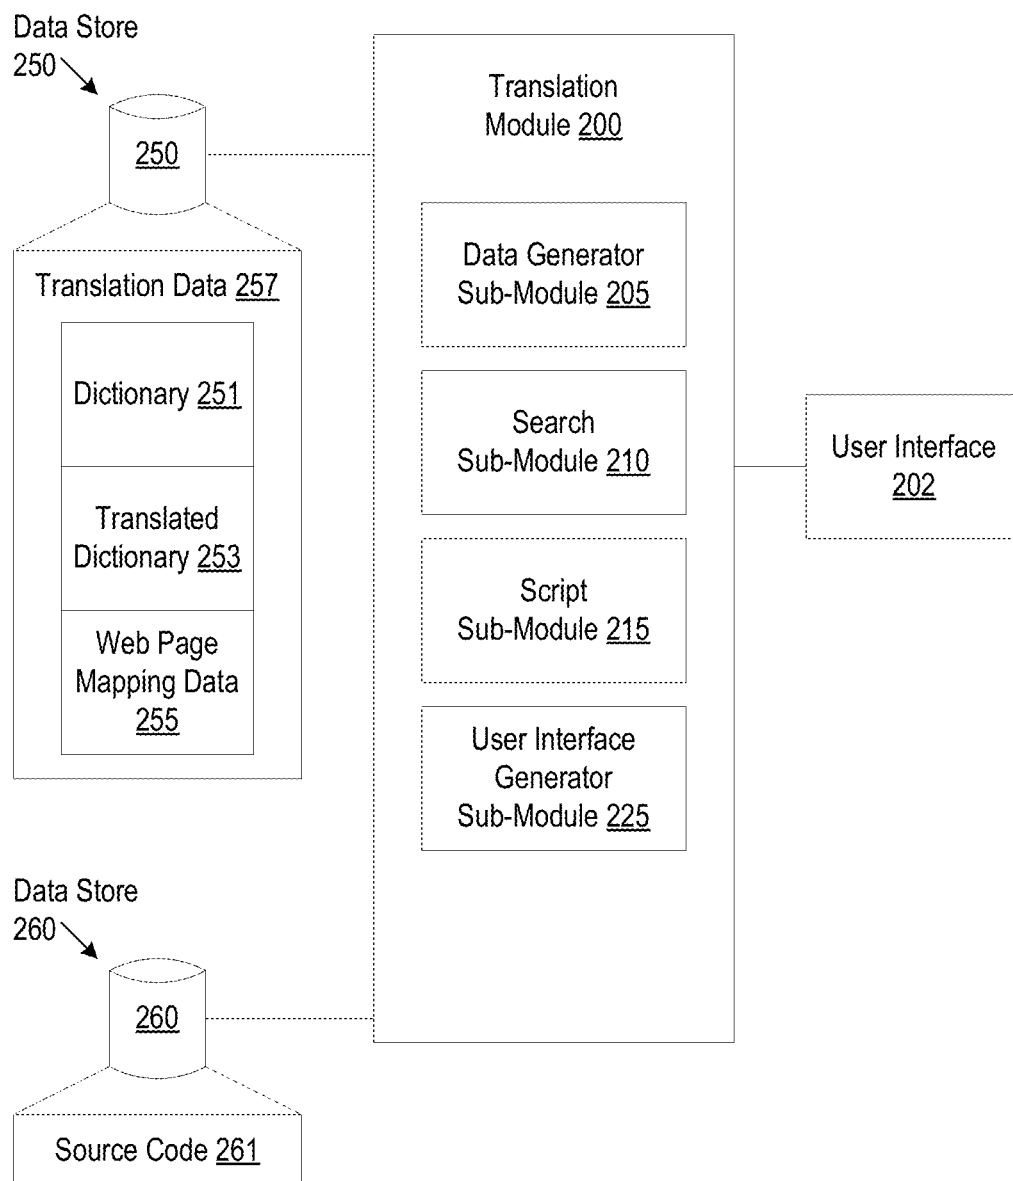 Data Store
250
250
Translation Data 257
Dictionary 251
Translated
Dictionary 253
Web Page
Mapping Data
255
Data Store
260
260
Source Code 261
Translation
Module 200
Data Generator
Sub-Module 205
Search
Sub-Module 210
Script
Sub-Module 215
User Interface
Generator
Sub-Module 225
User Interface
202